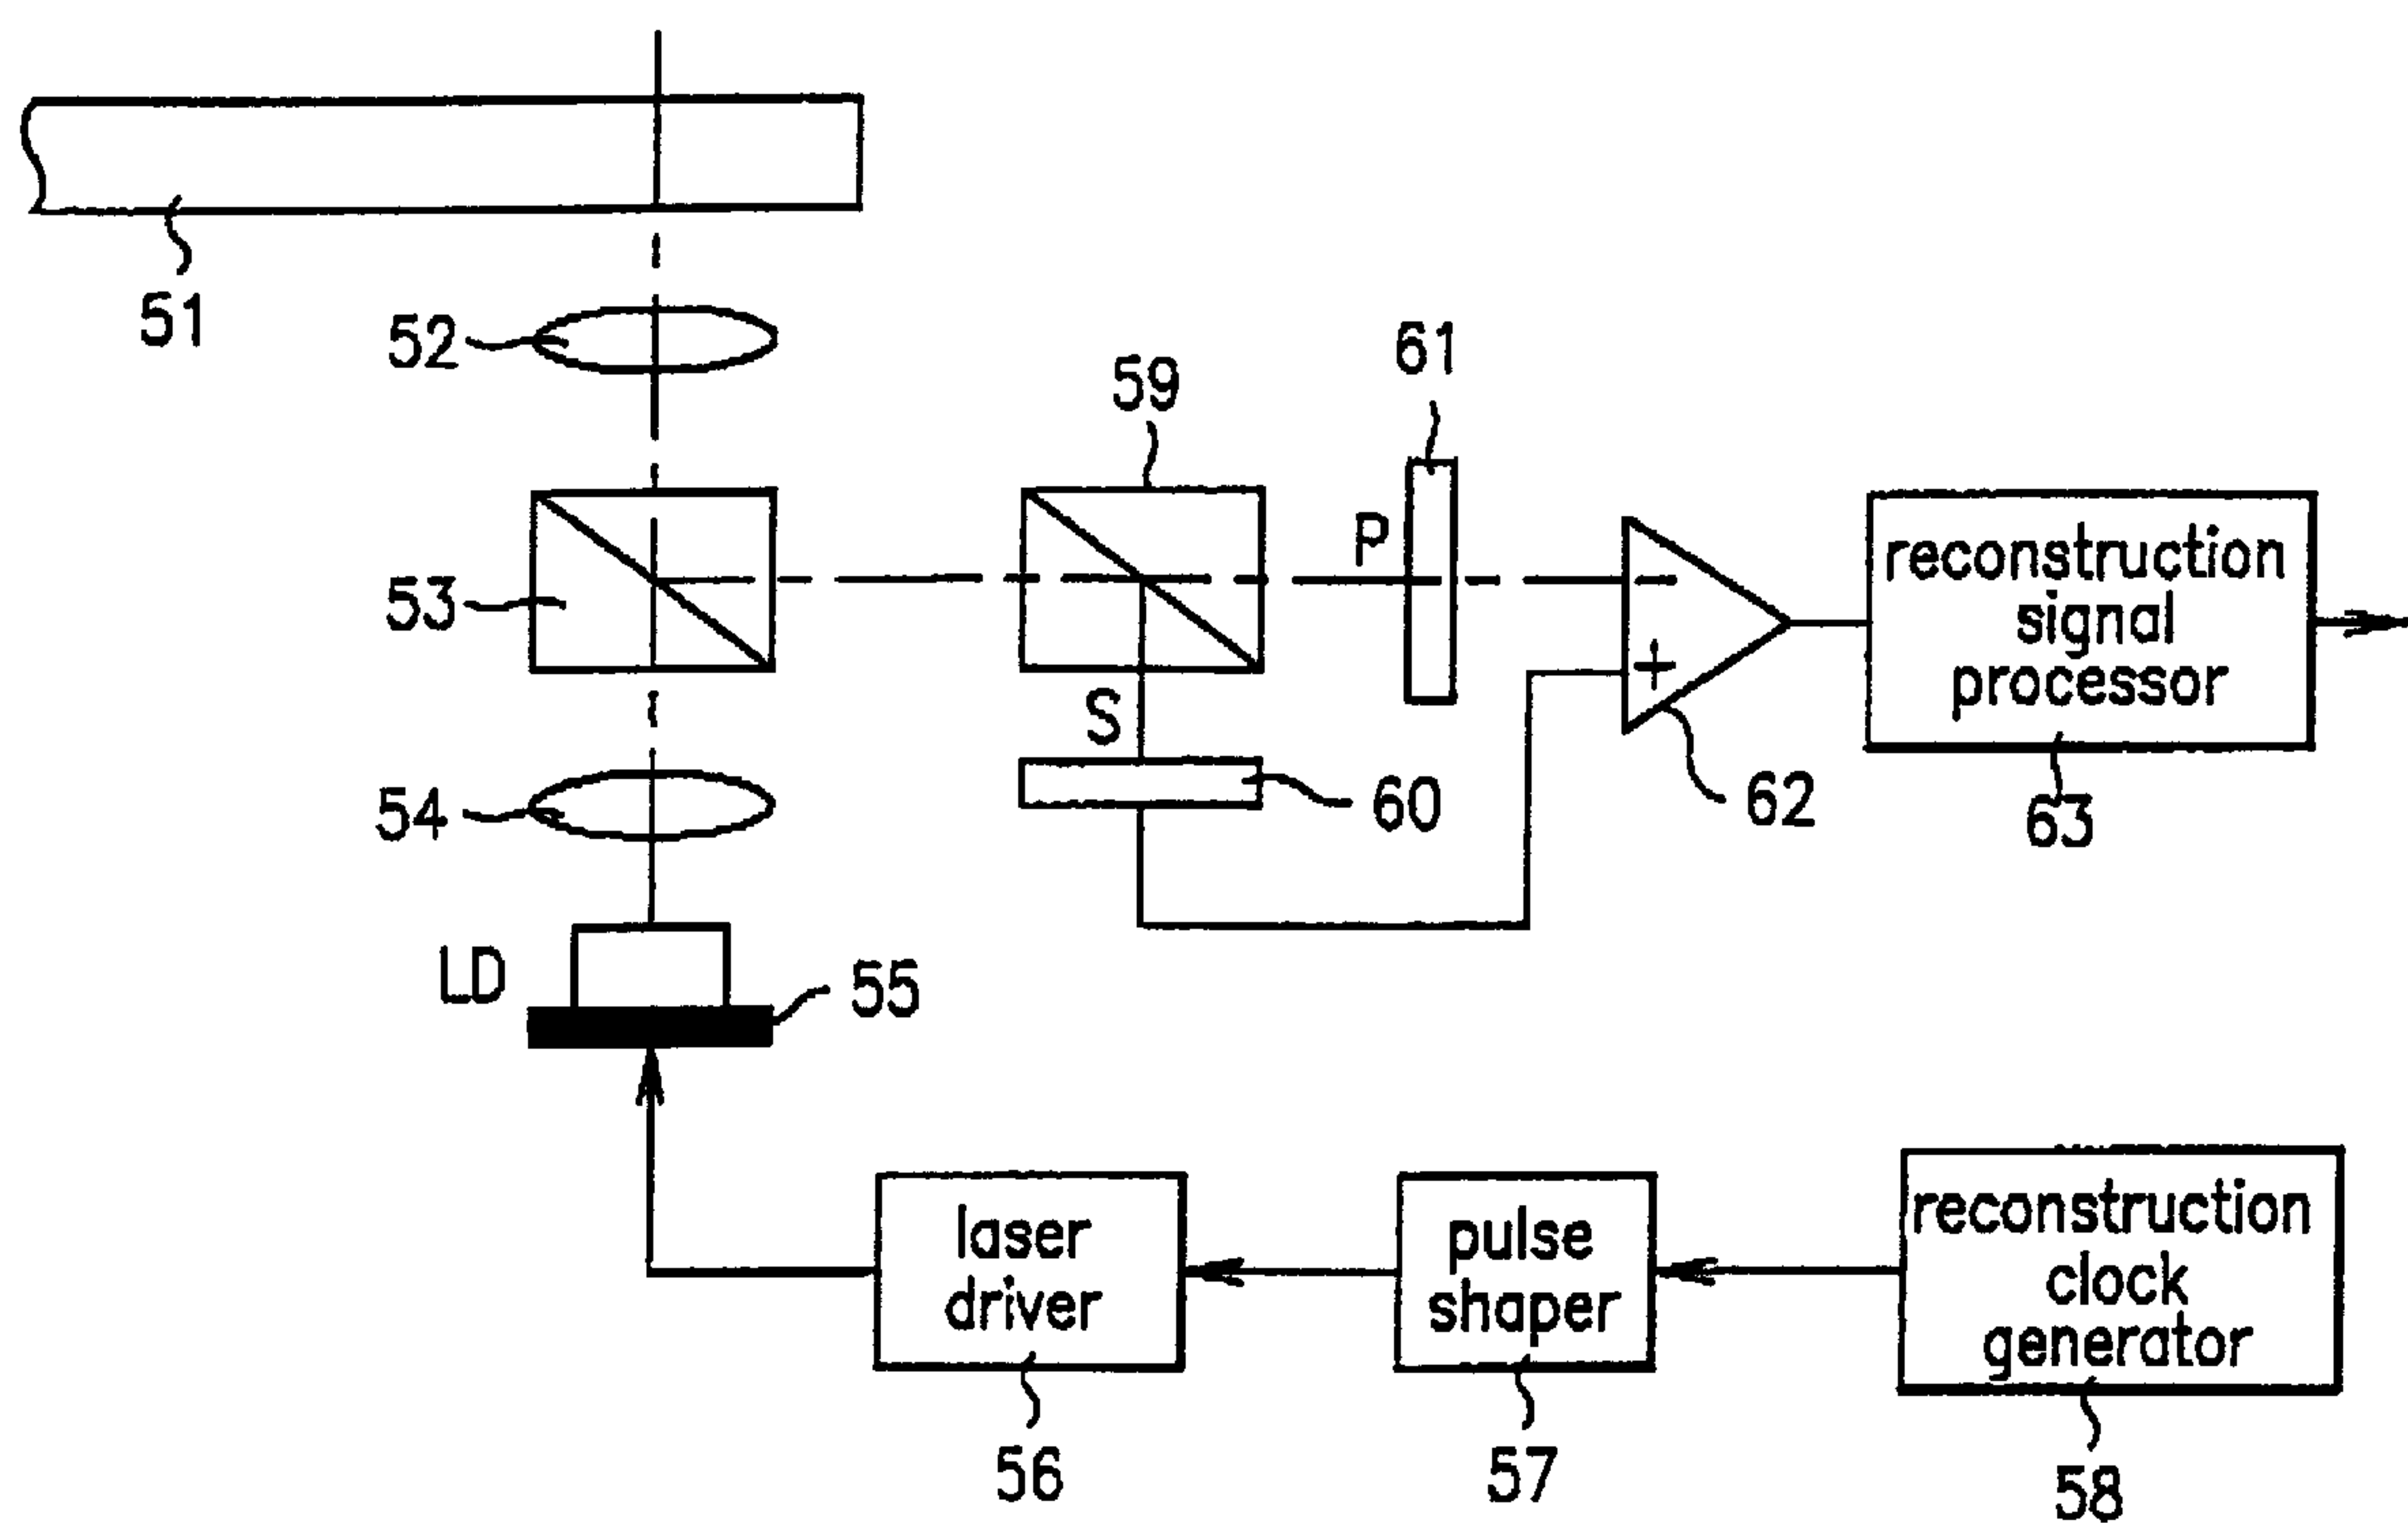 51
52
61
59
P
reconstruction
signal
processor
53
−
+
S
54
60
62
63
LD
55
laser
driver
pulse
shaper
reconstruction
clock
generator
56
57
58